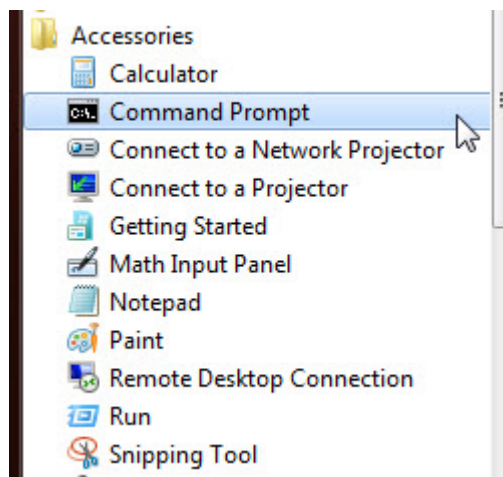 Accessories
Calculator
Command Prompt
Connect to a Network Projector
Connect to a Projector
Getting Started
Math Input Panel
Notepad
Paint
Remote Desktop Connection
Run
Snipping Tool